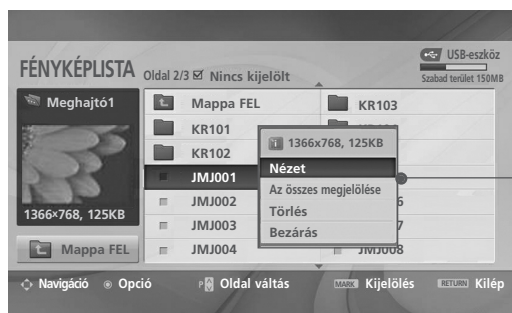 USB-eszköz
FÉNYKÉPLISTA Oldal 2/3 Nincs kijelölt
Szabad terület 150MB
Meghajtó1
1366x768, 125KB
Mappa FEL
Mappa FEL
KR101
KR102
JMJ001
JMJ002
JMJ003
JMJ004
KR103
JMJ008
1366x768, 125KB
Nézet
Az összes megjelölése
Törlés
Bezárás
Navigáció Opció P Oldal váltás MARK Kijelölés RETURN Kilép